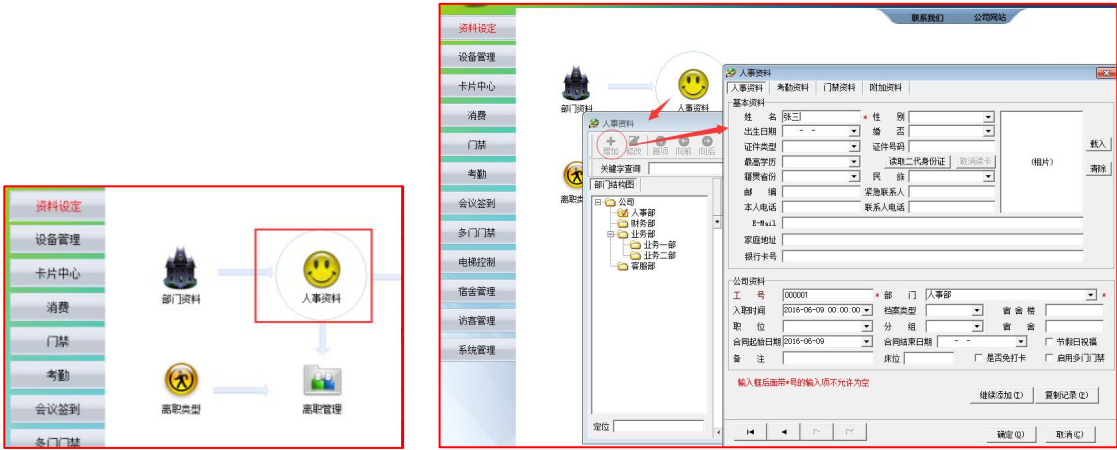 资料设定
设备管理
卡片中心
消费
门禁
考勤
会议签到
多门门禁
部门资料
人事资料
离职类型
离职管理
联系我们 公司网站
资料设定
设备管理
卡片中心
消费
门禁
考勤
会议签到
多门门禁
电梯控制
宿舍管理
访客管理
系统管理
部门资料
人事资料
离职类
人事资料
增加 修改 首项 向前 向后
关键字查询
部门结构图
公司
人事部
财务部
业务部
业务一部
业务二部
客服部
定位
人事资料
人事资料 考勤资料 门禁资料 附加资料
基本资料
姓 名 张三 * 性 别
出生日期 - - 婚 否
证件类型 证件号码
最高学历 读取二代身份证 取消读卡
籍贯省份 民 族
邮 编 紧急联系人
本人电话 联系人电话
E-Mail
家庭地址
银行卡号
(相片)
载入
清除
公司资料
工 号 000001 * 部 门 人事部 *
入职时间 2016-06-09 00:00:00 档案类型 宿舍楼
职 位 分 组 宿 舍
合同起始日期 2016-06-09 合同结束日期 - - 节假日祝福
备 注 床位 是否免打卡 启用多门门禁
输入框后面带*号的输入项不允许为空
继续添加(T) 复制记录(P)
确定(O) 取消(C)